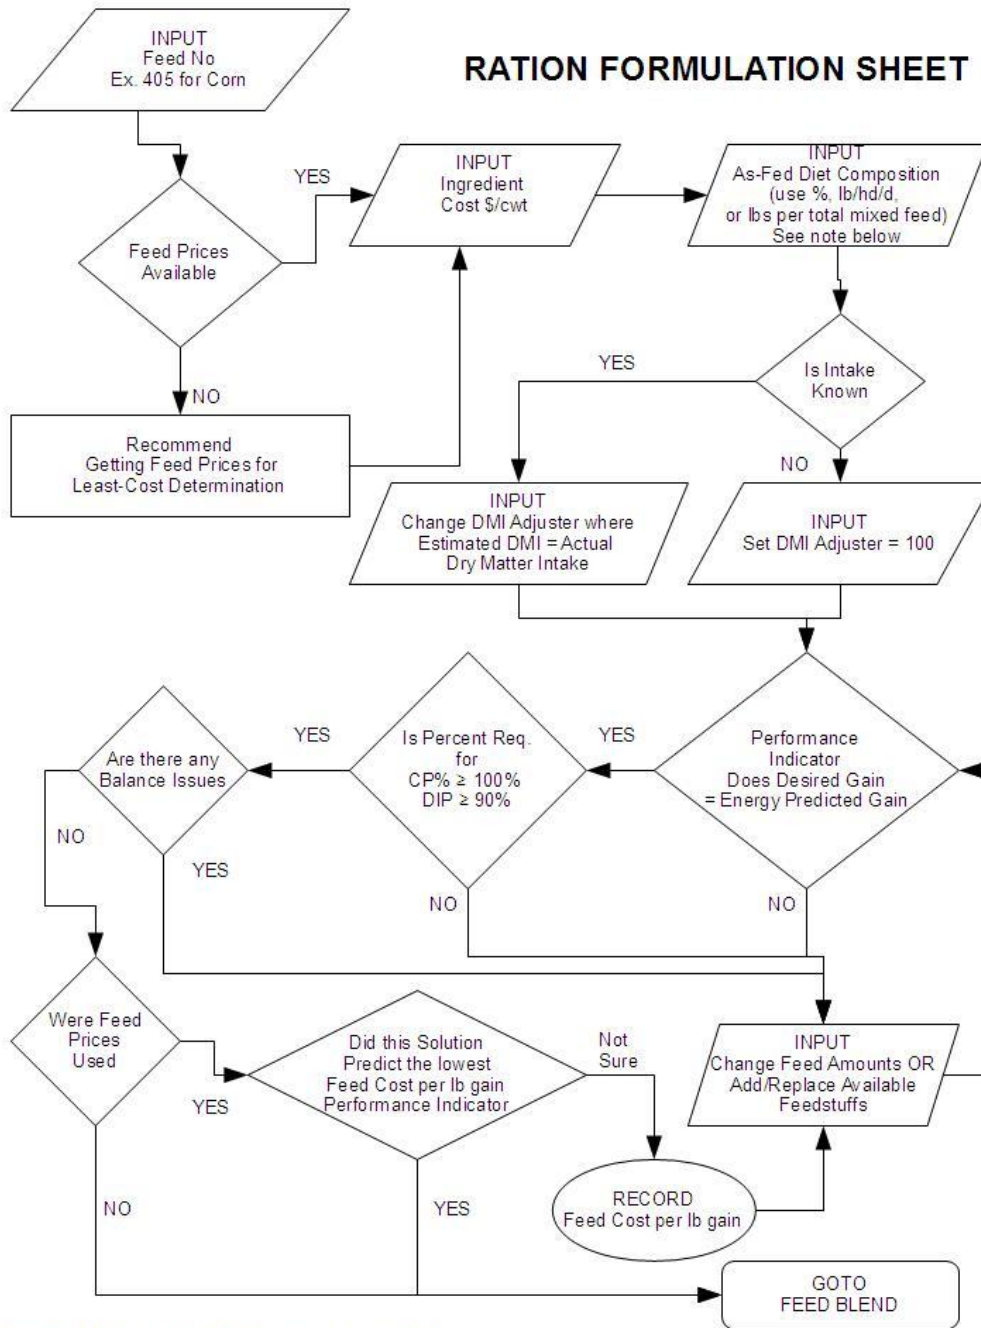 RATION FORMULATION SHEET
INPUT
Feed No
Ex. 405 for Corn
Feed Prices
Available
YES
NO
INPUT
Ingredient
Cost $/cwt
INPUT
As-Fed Diet Composition
(use %, lb/hd/d,
or lbs per total mixed feed)
See note below
Recommend
Getting Feed Prices for
Least-Cost Determination
Is Intake
Known
YES
NO
INPUT
Change DMI Adjuster where
Estimated DMI = Actual
Dry Matter Intake
INPUT
Set DMI Adjuster = 100
Performance
Indicator
Does Desired Gain
= Energy Predicted Gain
YES
NO
Is Percent Req.
for
CP% ≥ 100%
DIP ≥ 90%
YES
NO
Are there any
Balance Issues
NO
YES
Were Feed
Prices
Used
YES
NO
Did this Solution
Predict the lowest
Feed Cost per lb gain
Performance Indicator
Not
Sure
YES
INPUT
Change Feed Amounts OR
Add/Replace Available
Feedstuffs
RECORD
Feed Cost per lb gain
GOTO
FEED BLEND